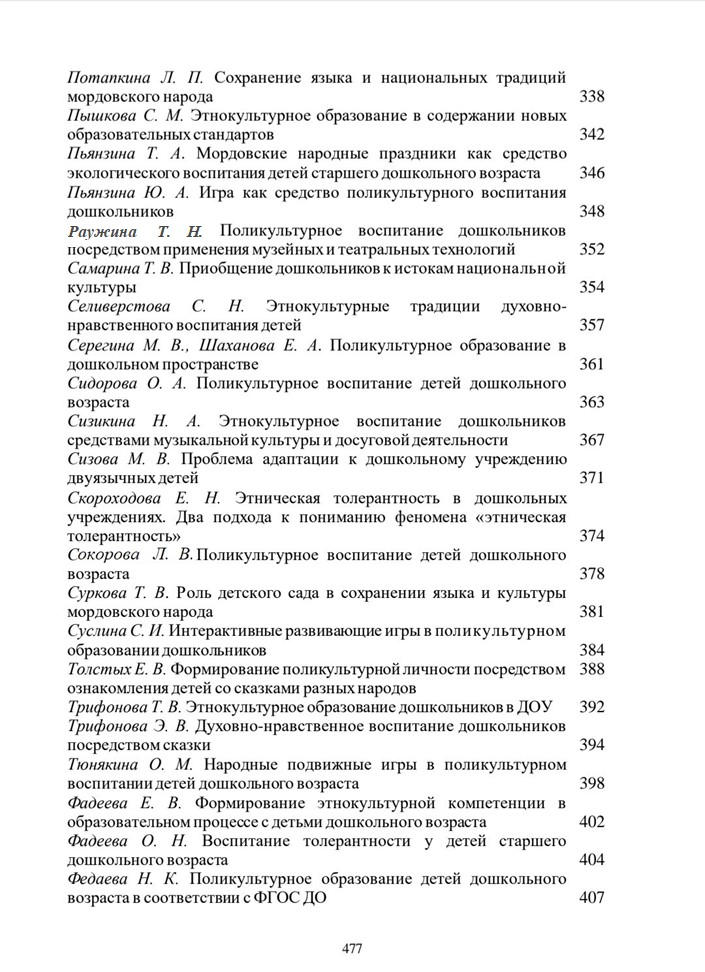 Потапкина Л. П. Сохранение языка и национальных традиций
мордовского народа 338
Пышкова С. М. Этнокультурное образование в содержании новых
образовательных стандартов 342
Пьянзина Т. А. Мордовские народные праздники как средство
экологического воспитания детей старшего дошкольного возраста 346
Пьянзина Ю. А. Игра как средство поликультурного воспитания
дошкольников 348
Раужина Т. Н. Поликультурное воспитание дошкольников
посредством применения музейных и театральных технологий 352
Самарина Т. В. Приобщение дошкольников к истокам национальной
культуры 354
Селиверстова С. Н. Этнокультурные традиции духовно-
нравственного воспитания детей 357
Серегина М. В., Шаханова Е. А. Поликультурное образование в
дошкольном пространстве 361
Сидорова О. А. Поликультурное воспитание детей дошкольного
возраста 363
Сизикина Н. А. Этнокультурное воспитание дошкольников
средствами музыкальной культуры и досуговой деятельности 367
Сизова М. В. Проблема адаптации к дошкольному учреждению
двуязычных детей 371
Скороходова Е. Н. Этническая толерантность в дошкольных
учреждениях. Два подхода к пониманию феномена «этническая
толерантность» 374
Сокорова Л. В. Поликультурное воспитание детей дошкольного
возраста 378
Суркова Т. В. Роль детского сада в сохранении языка и культуры
мордовского народа 381
Суслина С. И. Интерактивные развивающие игры в поликультурном
образовании дошкольников 384
Толстых Е. В. Формирование поликультурной личности посредством 388
ознакомления детей со сказками разных народов
Трифонова Т. В. Этнокультурное образование дошкольников в ДОУ 392
Трифонова Э. В. Духовно-нравственное воспитание дошкольников
посредством сказки 394
Тюнякина О. М. Народные подвижные игры в поликультурном
воспитании детей дошкольного возраста 398
Фадеева Е. В. Формирование этнокультурной компетенции в
образовательном процессе с детьми дошкольного возраста 402
Фадеева О. Н. Воспитание толерантности у детей старшего
дошкольного возраста 404
Федаева Н. К. Поликультурное образование детей дошкольного
возраста в соответствии с ФГОС ДО 407
477